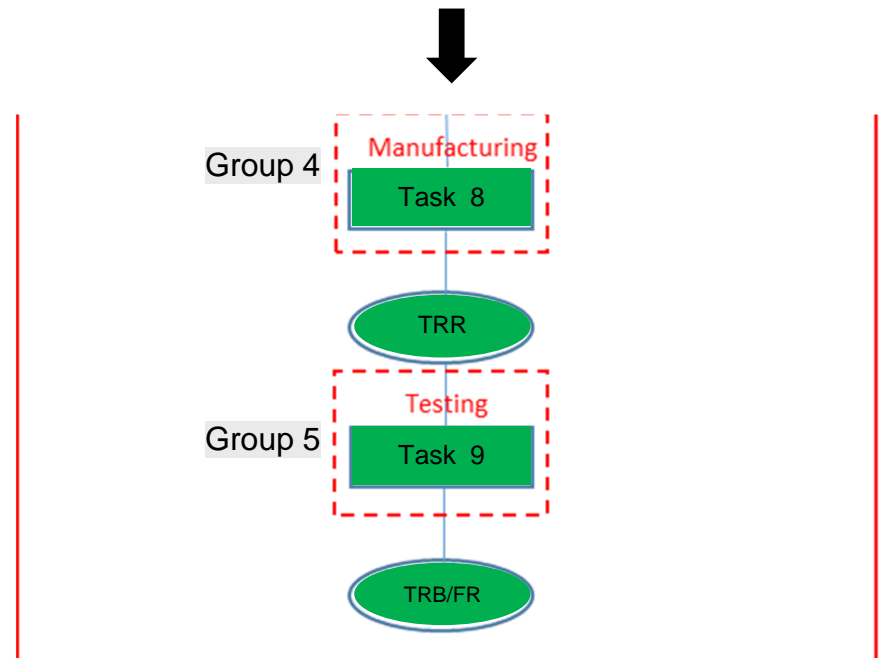 Manufacturing
Group 4
Task 8
TRR
Testing
Group 5
Task 9
TRB/FR